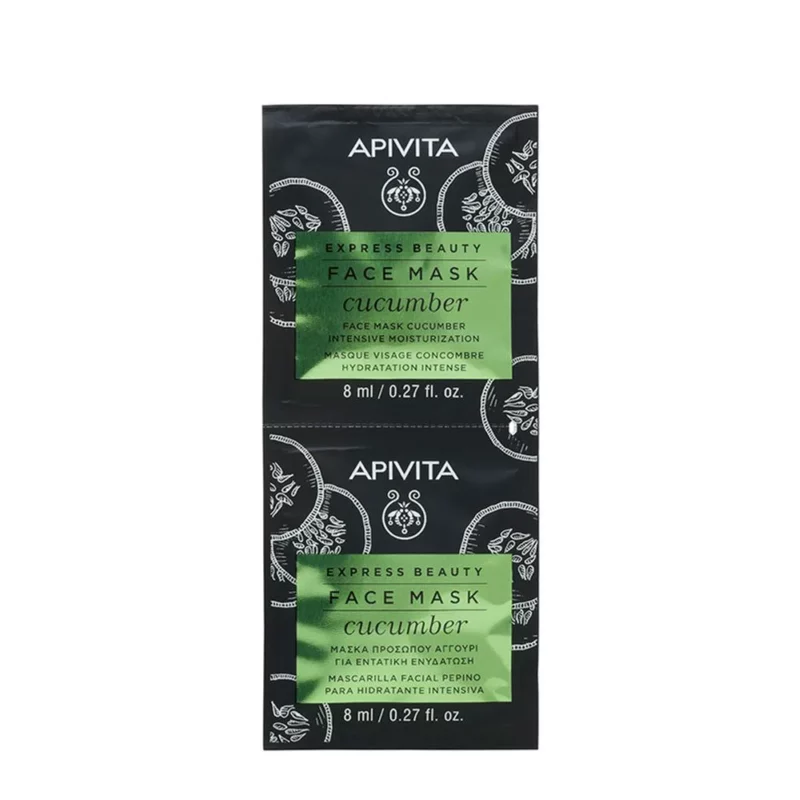 APIVITA
EXPRESS BEAUTY
FACE MASK
cucumber
FACE MASK CUCUMBER
INTENSIVE MOISTURIZATION
MASQUE VISAGE CONCOMBRE
HYDRATATION INTENSE
8 ml / 0.27 fl. oz.
APIVITA
EXPRESS BEAUTY
FACE MASK
cucumber
ΜΑΣΚΑ ΠΡΟΣΩΠΟΥ ΑΓΓΟΥΡΙ
ΓΙΑ ΕΝΤΑΤΙΚΗ ΕΝΥΔΑΤΩΣΗ
MASCARILLA FACIAL PEPINO
PARA HIDRATANTE INTENSIVA
8 ml / 0.27 fl. oz.